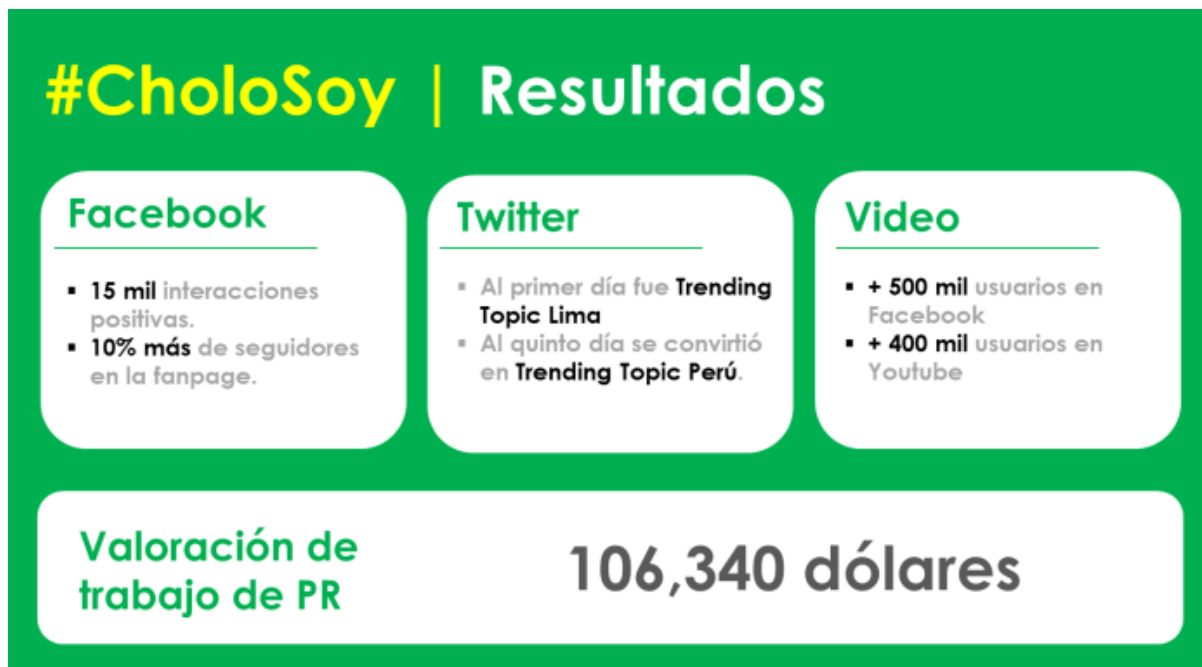 #CholoSoy | Resultados
Facebook
▪ 15 mil interacciones
positivas.
▪ 10% más de seguidores
en la fanpage.
Twitter
▪ Al primer día fue Trending
Topic Lima
▪ Al quinto día se convirtió
en Trending Topic Perú.
Video
▪ + 500 mil usuarios en
Facebook
▪ + 400 mil usuarios en
Youtube
Valoración de
trabajo de PR
106,340 dólares